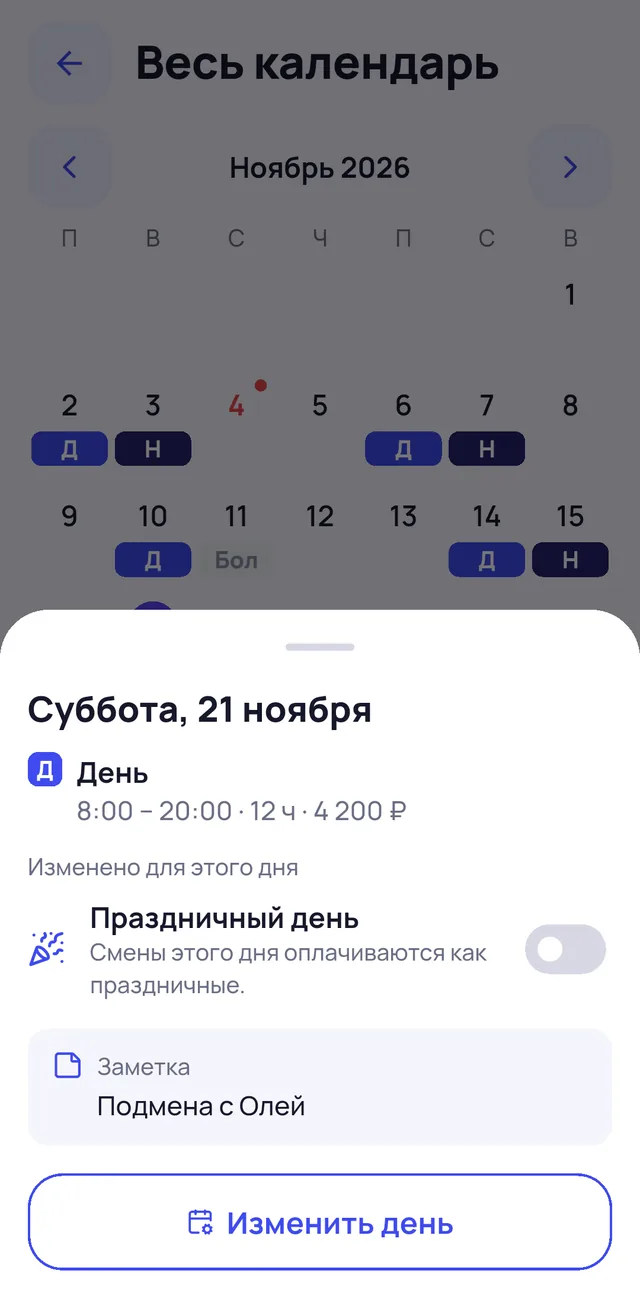 Весь календарь
Ноябрь 2026
П В С Ч П С В
1
2 3 4 5 6 7 8
Д Н Д Н
9 10 11 12 13 14 15
Д Бол Д Н
Суббота, 21 ноября
Д День
8:00 – 20:00 · 12 ч · 4 200 ₽
Изменено для этого дня
Праздничный день
Смены этого дня оплачиваются как
праздничные.
Заметка
Подмена с Олей
Изменить день